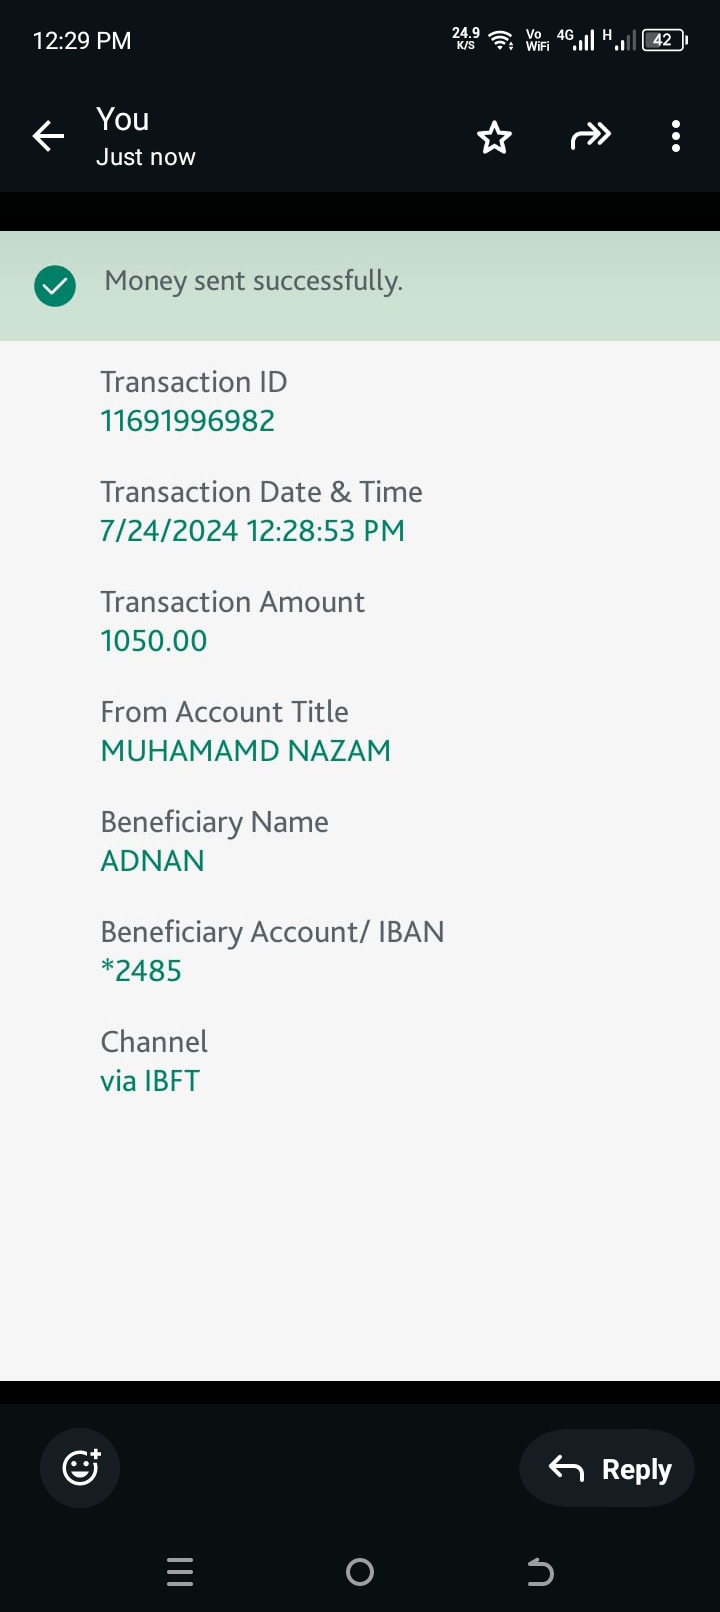 12:29 PM
24.9
K/S
Vo
WiFi
4G
H
42
You
Just now
Money sent successfully.
Transaction ID
11691996982
Transaction Date & Time
7/24/2024 12:28:53 PM
Transaction Amount
1050.00
From Account Title
MUHAMAMD NAZAM
Beneficiary Name
ADNAN
Beneficiary Account/ IBAN
*2485
Channel
via IBFT
Reply